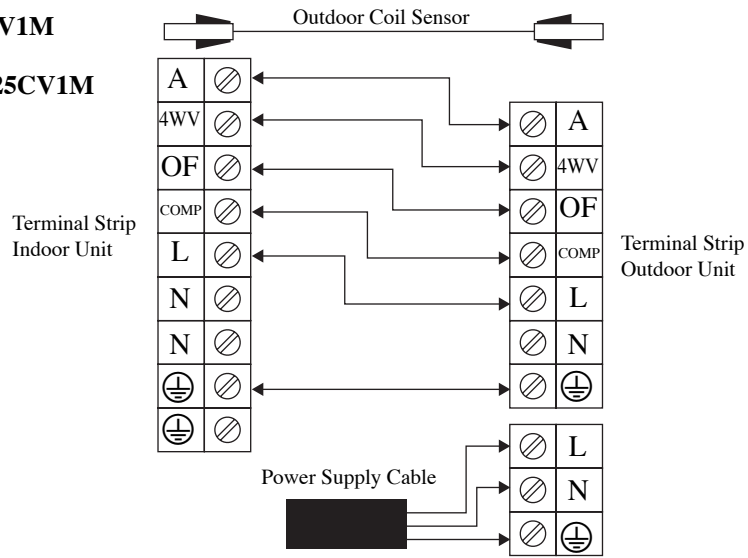 V1M
Outdoor Coil Sensor
25CV1M
A
4WV
OF
COMP
L
N
N
Terminal Strip
Indoor Unit
A
4WV
OF
COMP
L
N
Terminal Strip
Outdoor Unit
Power Supply Cable
L
N